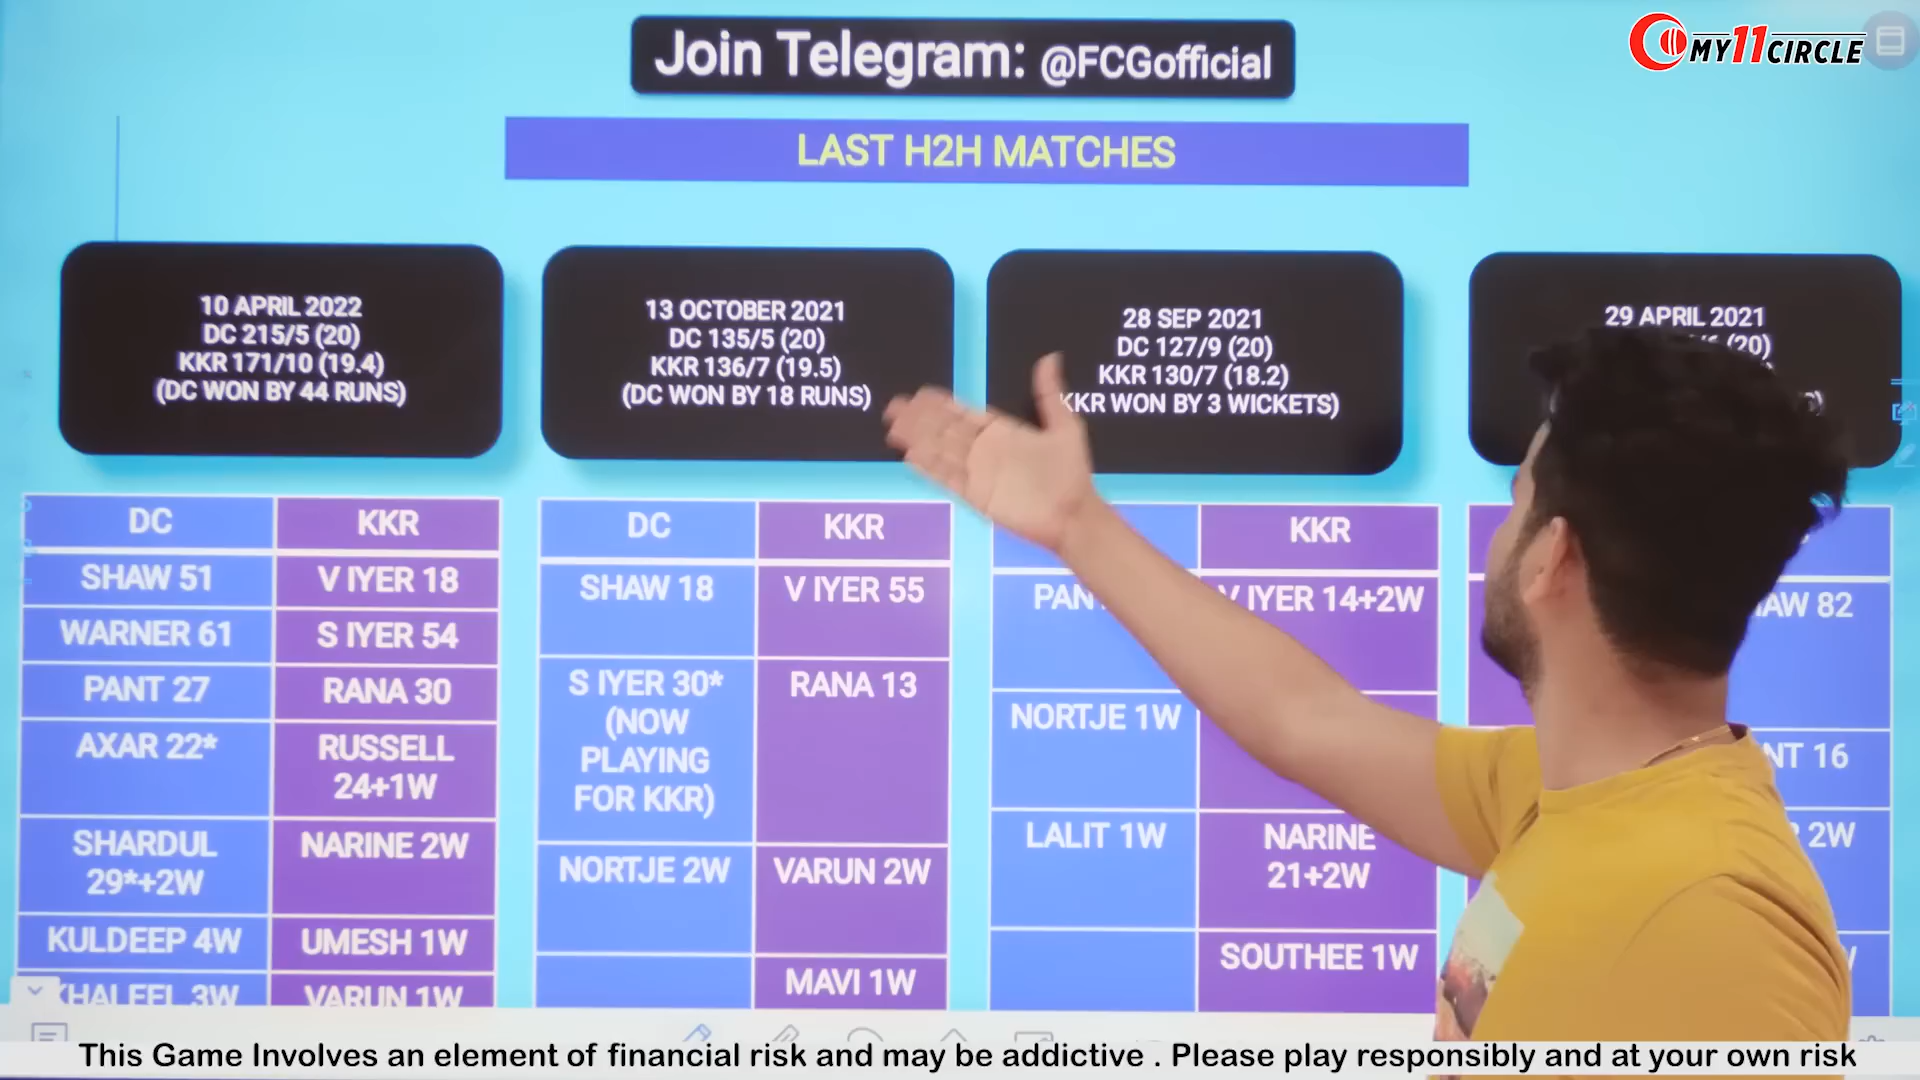 Join Telegram: @FCGofficial
MY11CIRCLE
LAST H2H MATCHES
10 APRIL 2022
DC 215/5 (20)
KKR 171/10 (19.4)
(DC WON BY 44 RUNS)
13 OCTOBER 2021
DC 135/5 (20)
KKR 136/7 (19.5)
(DC WON BY 18 RUNS)
28 SEP 2021
DC 127/9 (20)
KKR 130/7 (18.2)
KKR WON BY 3 WICKETS)
29 APRIL 2021
(20)
DC KKR
SHAW 51 V IYER 18
WARNER 61 S IYER 54
PANT 27 RANA 30
AXAR 22* RUSSELL
24+1W
SHARDUL
29*+2W
NARINE 2W
KULDEEP 4W UMESH 1W
KHALEEL 3W VARUN 1W
DC KKR
SHAW 18 V IYER 55
S IYER 30*
(NOW
PLAYING
FOR KKR)
RANA 13
NORTJE 2W VARUN 2W
MAVI 1W
KKR
V IYER 14+2W
NORTJE 1W
LALIT 1W
NARINE
21+2W
SOUTHEE 1W
82
16
2W
This Game Involves an element of financial risk and may be addictive . Please play responsibly and at your own risk